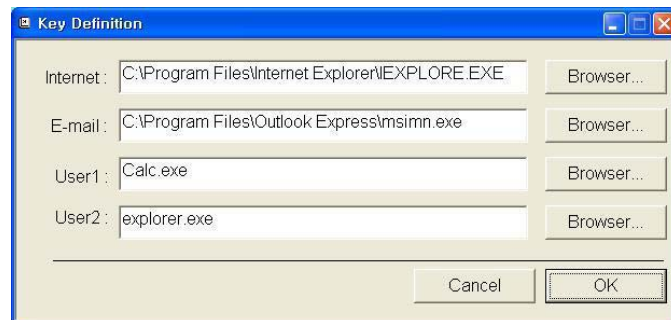 Key Definition
Internet : C:\Program Files\Internet Explorer\IEXPLORE.EXE Browser...
E-mail : C:\Program Files\Outlook Express\msimn.exe Browser...
User1 : Calc.exe Browser...
User2 : explorer.exe Browser...
Cancel OK